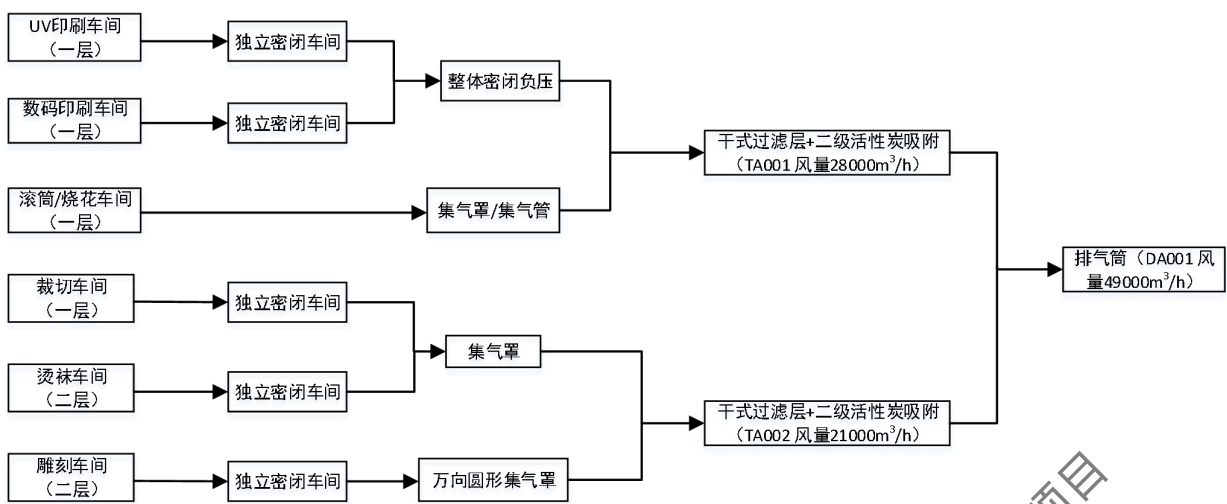 UV印刷车间
（一层）
独立密闭车间
整体密闭负压
数码印刷车间
（一层）
独立密闭车间
干式过滤层+二级活性炭吸附
（TA001 风量28000m³/h）
滚筒/烧花车间
（一层）
集气罩/集气管
排气筒（DA001 风
量49000m³/h）
裁切车间
（一层）
独立密闭车间
集气罩
烫袜车间
（二层）
独立密闭车间
干式过滤层+二级活性炭吸附
（TA002 风量21000m³/h）
雕刻车间
（二层）
独立密闭车间
万向圆形集气罩
项目